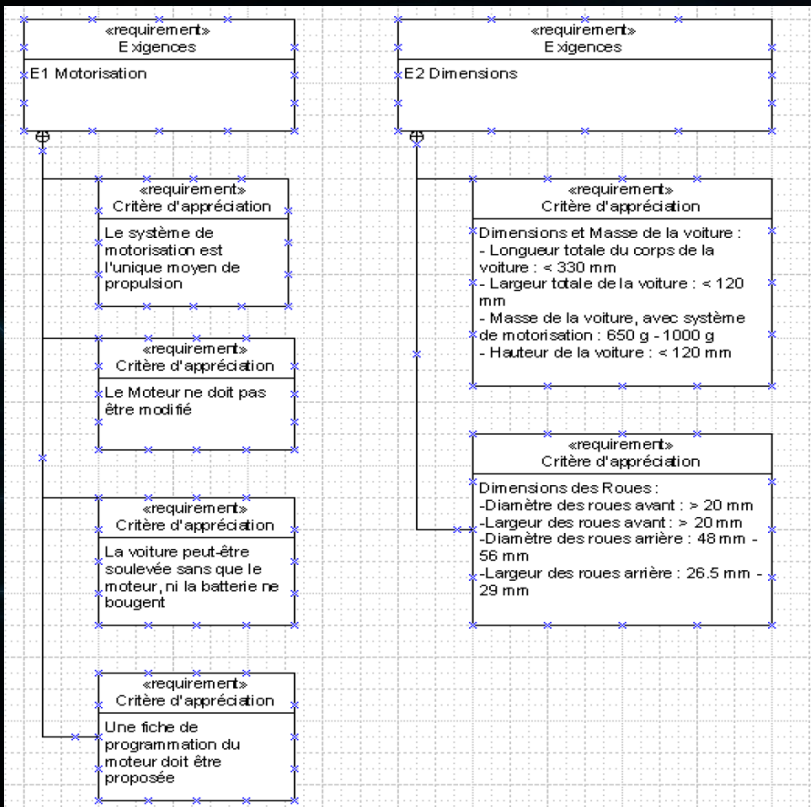 «requirement»
Exigences
E1 Motorisation
«requirement»
Critère d'appréciation
Le système de
motorisation est
l'unique moyen de
propulsion
«requirement»
Critère d'appréciation
Le Moteur ne doit pas
être modifié
«requirement»
Critère d'appréciation
La voiture peut-être
soulevée sans que le
moteur, ni la batterie ne
bougent
«requirement»
Critère d'appréciation
Une fiche de
programmation du
moteur doit être
proposée
«requirement»
Exigences
E2 Dimensions
«requirement»
Critère d'appréciation
Dimensions et Masse de la voiture :
- Longueur totale du corps de la
voiture : < 330 mm
- Largeur totale de la voiture : < 120
mm
- Masse de la voiture, avec système
de motorisation : 650 g - 1000 g
- Hauteur de la voiture : < 120 mm
«requirement»
Critère d'appréciation
Dimensions des Roues :
-Diamètre des roues avant : > 20 mm
-Largeur des roues avant : > 20 mm
-Diamètre des roues arrière : 48 mm -
56 mm
-Largeur des roues arrière : 26.5 mm -
29 mm